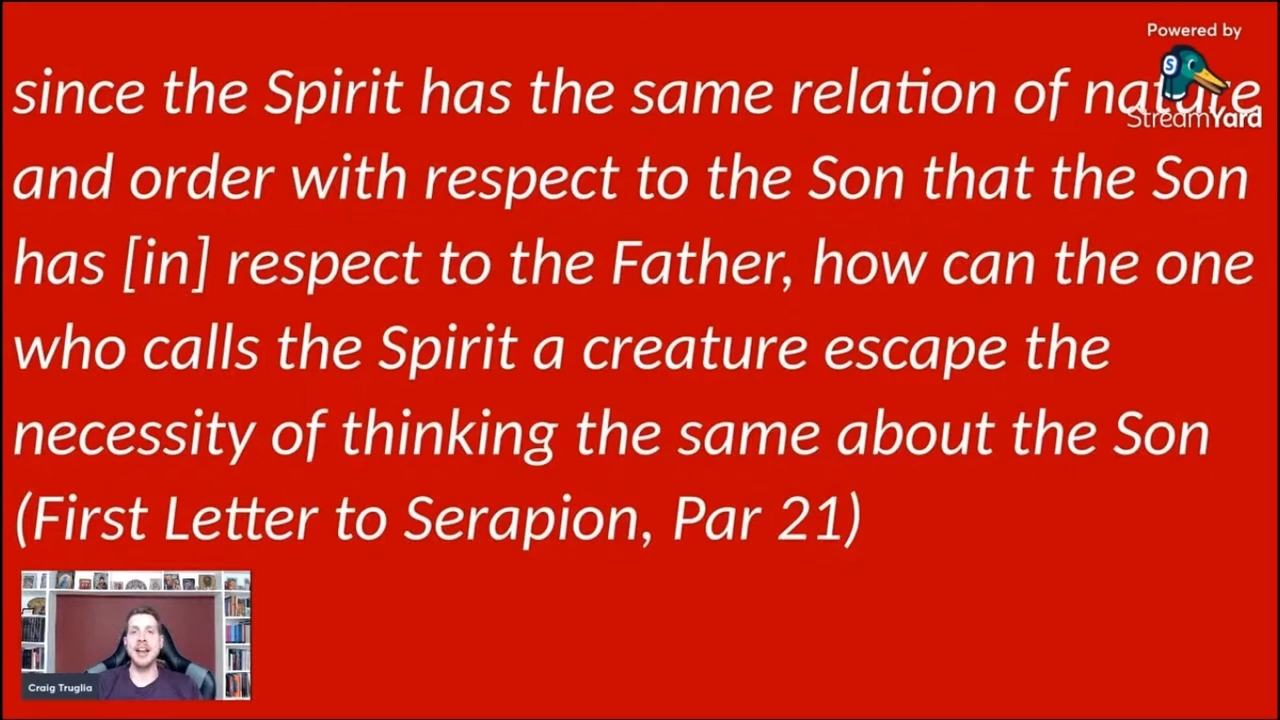 Powered by
since the Spirit has the same relation of nature
StreamYard
and order with respect to the Son that the Son
has [in] respect to the Father, how can the one
who calls the Spirit a creature escape the
necessity of thinking the same about the Son
(First Letter to Serapion, Par 21)
Craig Truglia